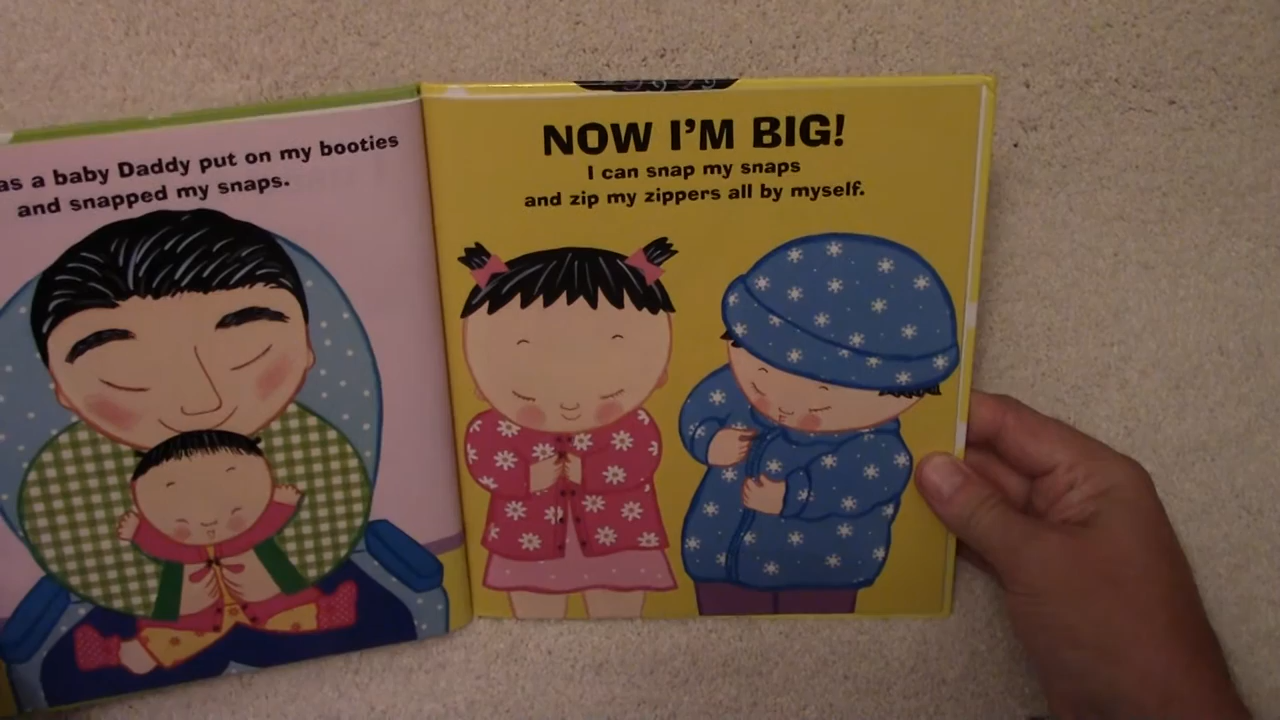 as a baby Daddy put on my booties
and snapped my snaps.
NOW I'M BIG!
I can snap my snaps
and zip my zippers all by myself.